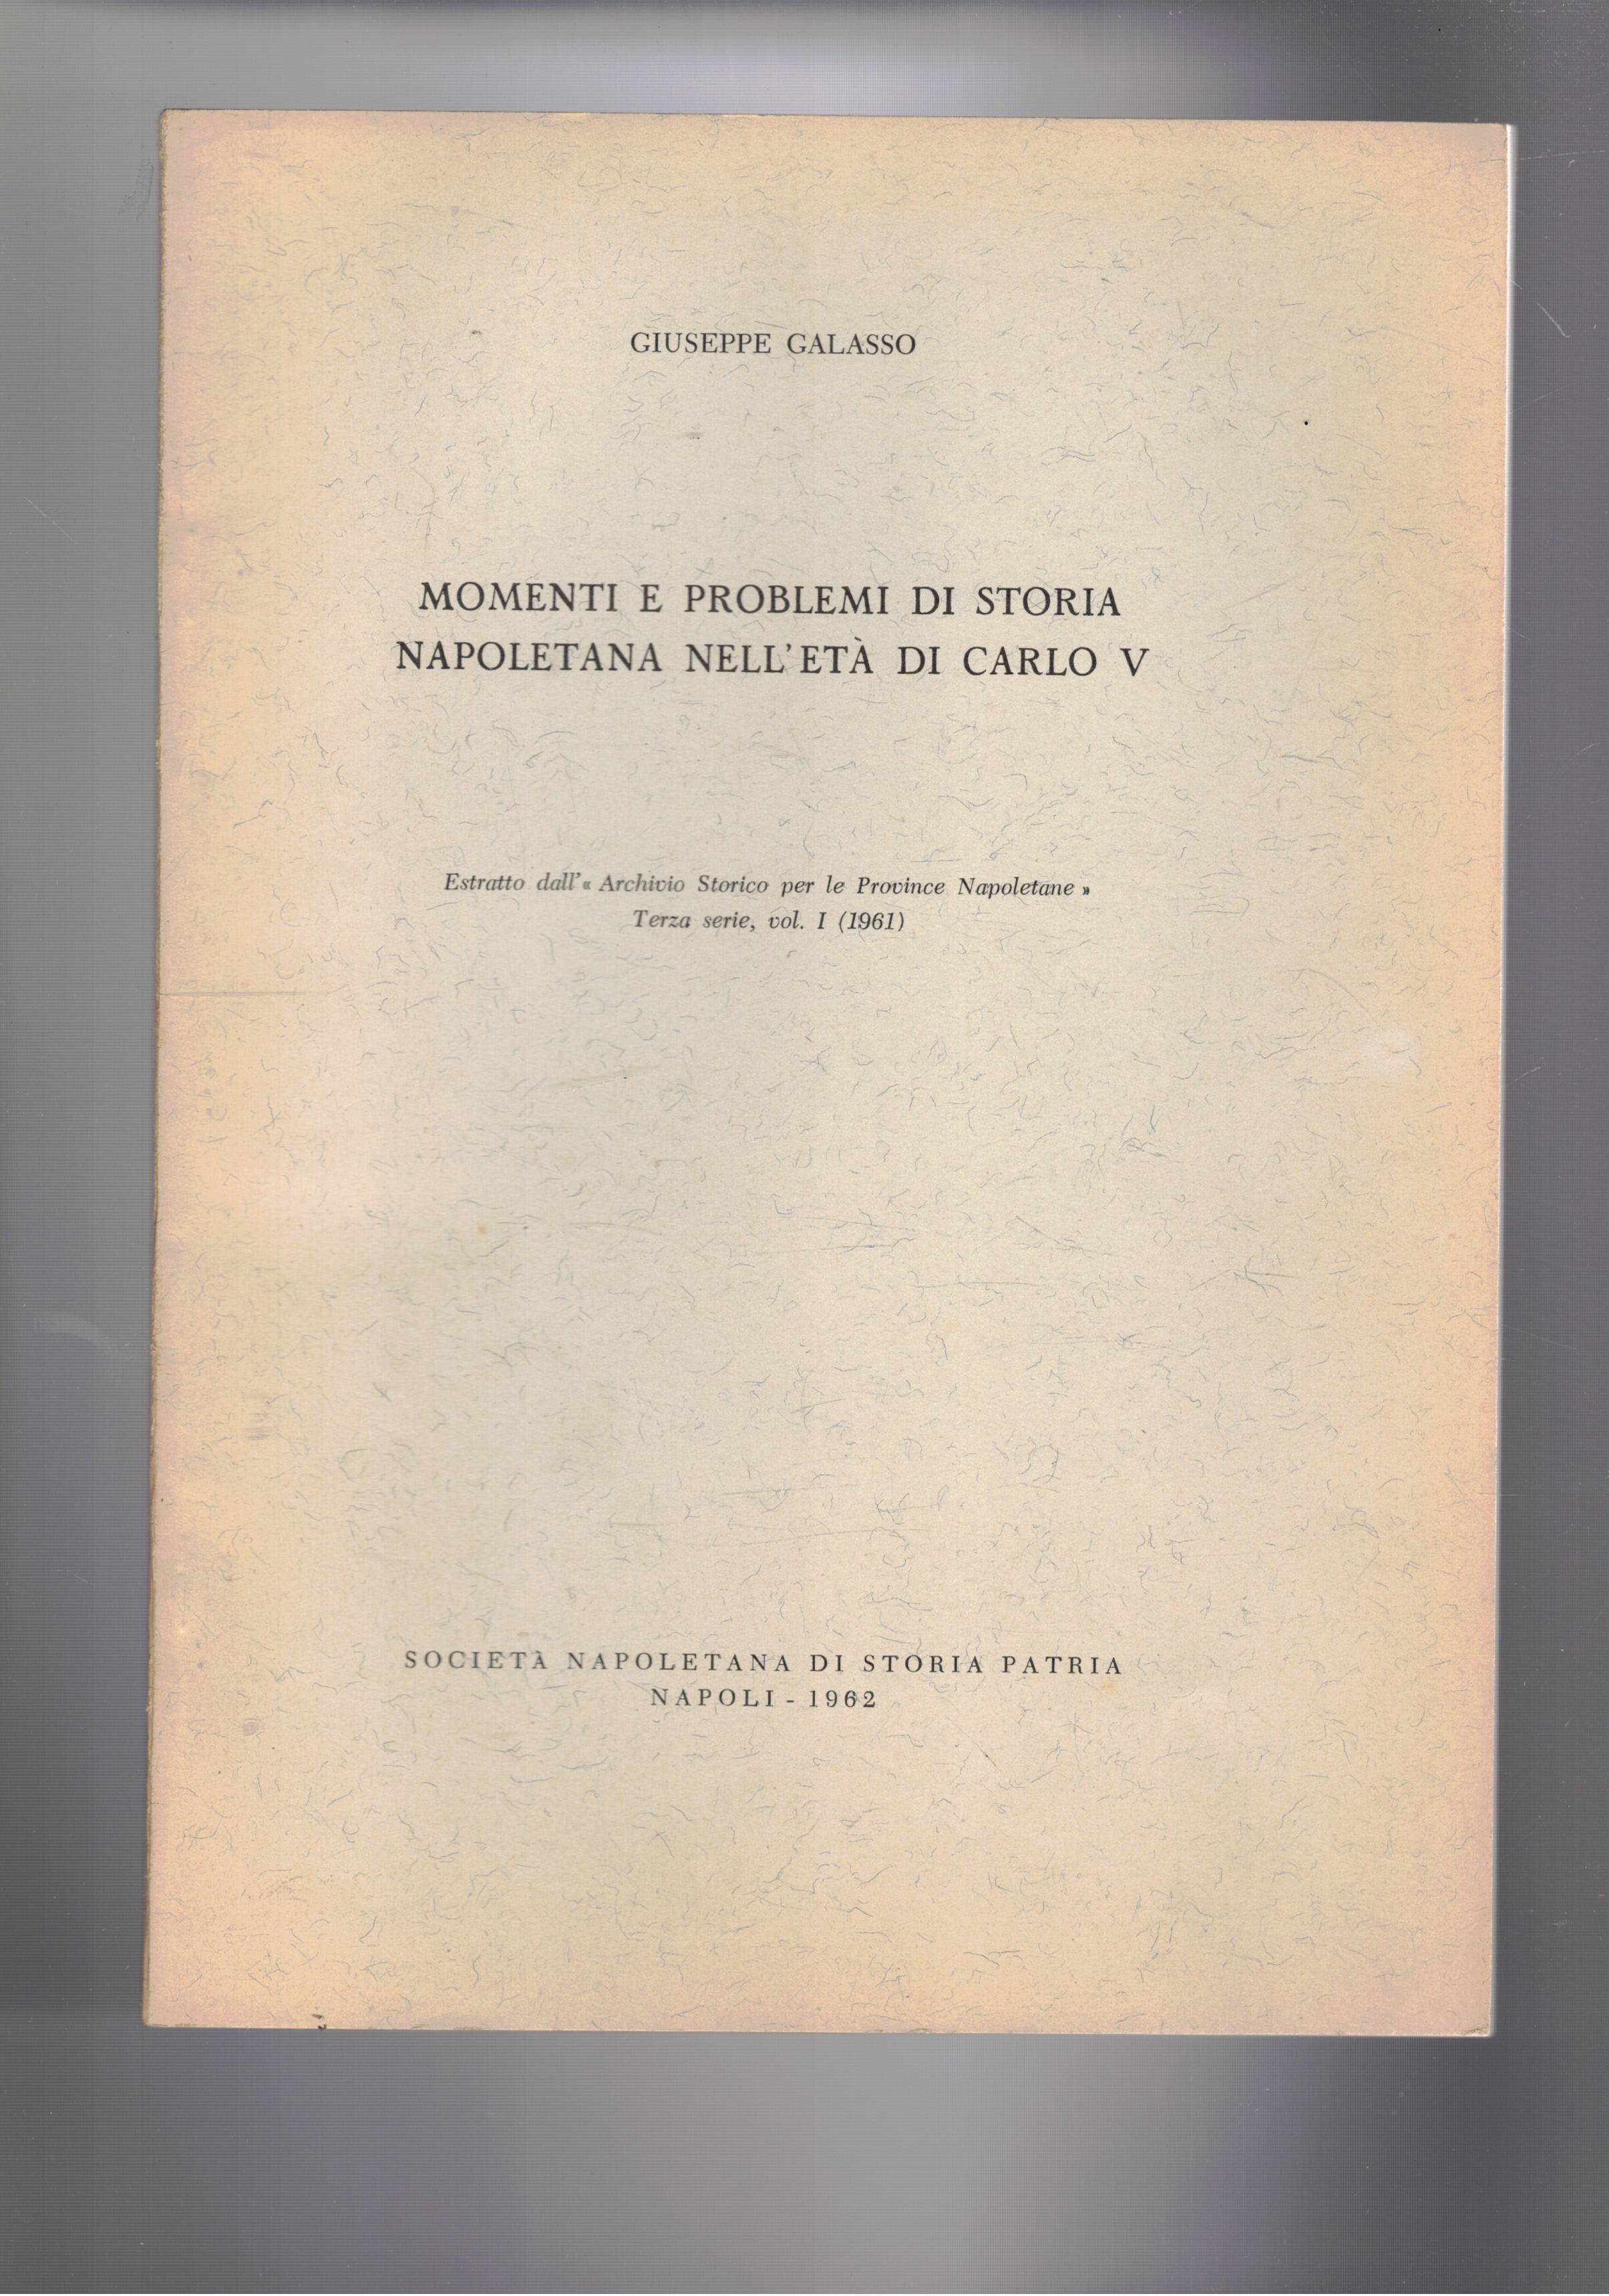 GIUSEPPE GALASSO
MOMENTI E PROBLEMI DI STORIA
NAPOLETANA NELL'ETÀ DI CARLO V
Estratto dall'« Archivio Storico per le Province Napoletane »
Terza serie, vol. I (1961)
SOCIETÀ NAPOLETANA DI STORIA PATRIA
NAPOLI - 1962